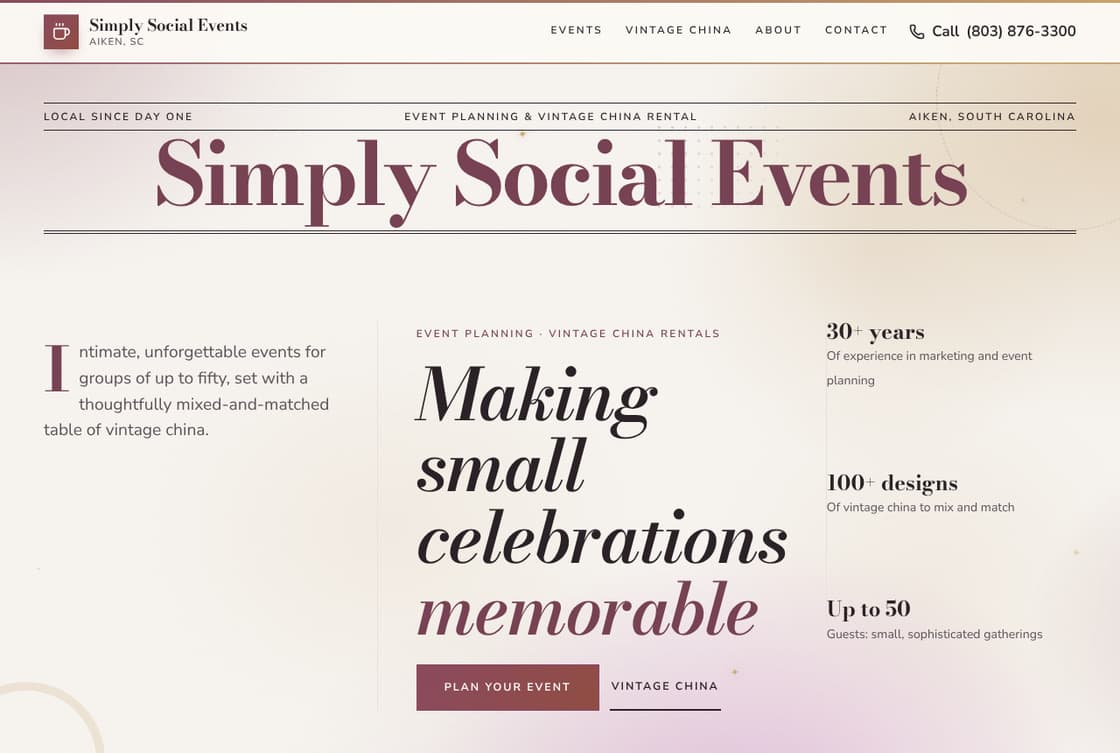 Simply Social Events
AIKEN, SC
EVENTS VINTAGE CHINA ABOUT CONTACT Call (803) 876-3300
LOCAL SINCE DAY ONE EVENT PLANNING & VINTAGE CHINA RENTAL AIKEN, SOUTH CAROLINA
Simply Social Events
Intimate, unforgettable events for
groups of up to fifty, set with a
thoughtfully mixed-and-matched
table of vintage china.
EVENT PLANNING · VINTAGE CHINA RENTALS
Making
small
celebrations
memorable
PLAN YOUR EVENT VINTAGE CHINA
30+ years
Of experience in marketing and event
planning
100+ designs
Of vintage china to mix and match
Up to 50
Guests: small, sophisticated gatherings